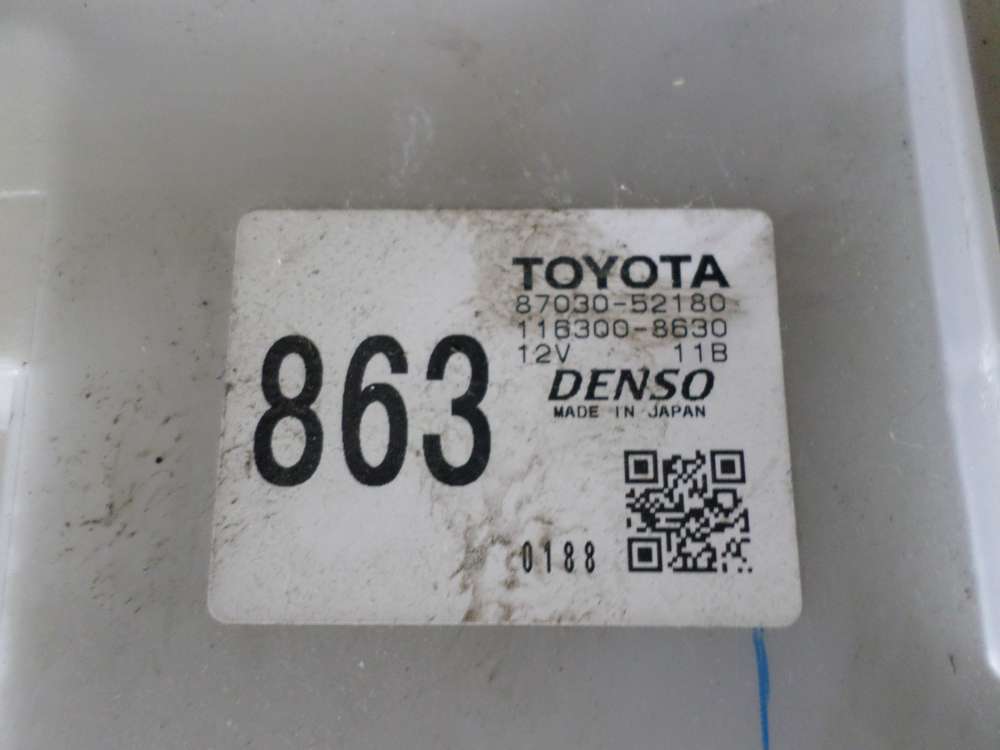 863
TOYOTA
87030-52180
116300-8630
12V 11B
DENSO
MADE IN JAPAN
0188